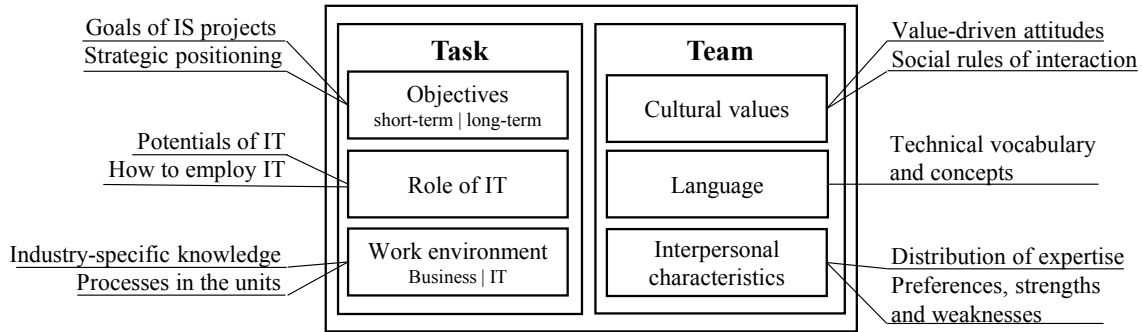 Goals of IS projects
Strategic positioning
Potentials of IT
How to employ IT
Industry-specific knowledge
Processes in the units
Task
Objectives
short-term | long-term
Role of IT
Work environment
Business | IT
Team
Cultural values
Language
Interpersonal
characteristics
Value-driven attitudes
Social rules of interaction
Technical vocabulary
and concepts
Distribution of expertise
Preferences, strengths
and weaknesses